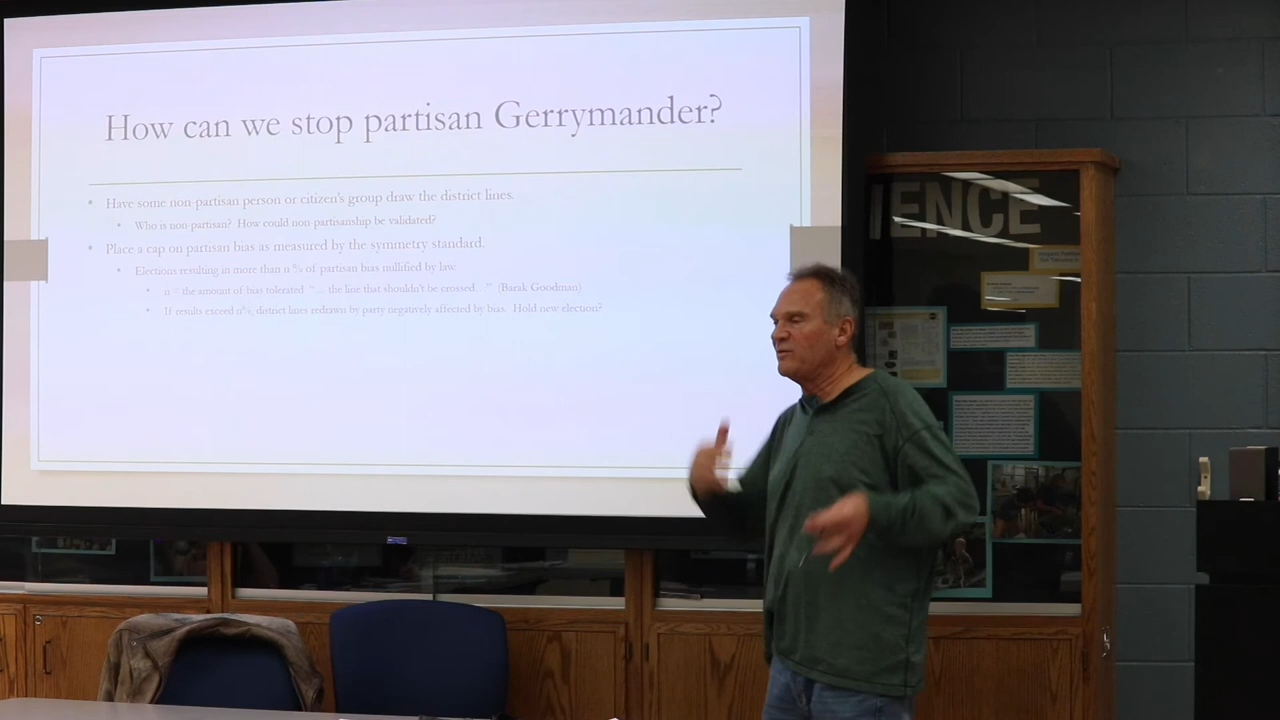 How can we stop partisan Gerrymander?
Have some non-partisan person or citizen's group draw the district lines.
Who is non-partisan? How could non-partisanship be validated?
Place a cap on partisan bias as measured by the symmetry standard.
Elections resulting in more than n % of partisan bias nullified by law.
n = the amount of bias tolerated "… the line that shouldn't be crossed…" (Barak Goodman)
If results exceed n%, district lines redrawn by party negatively affected by bias. Hold new election?
IENCE